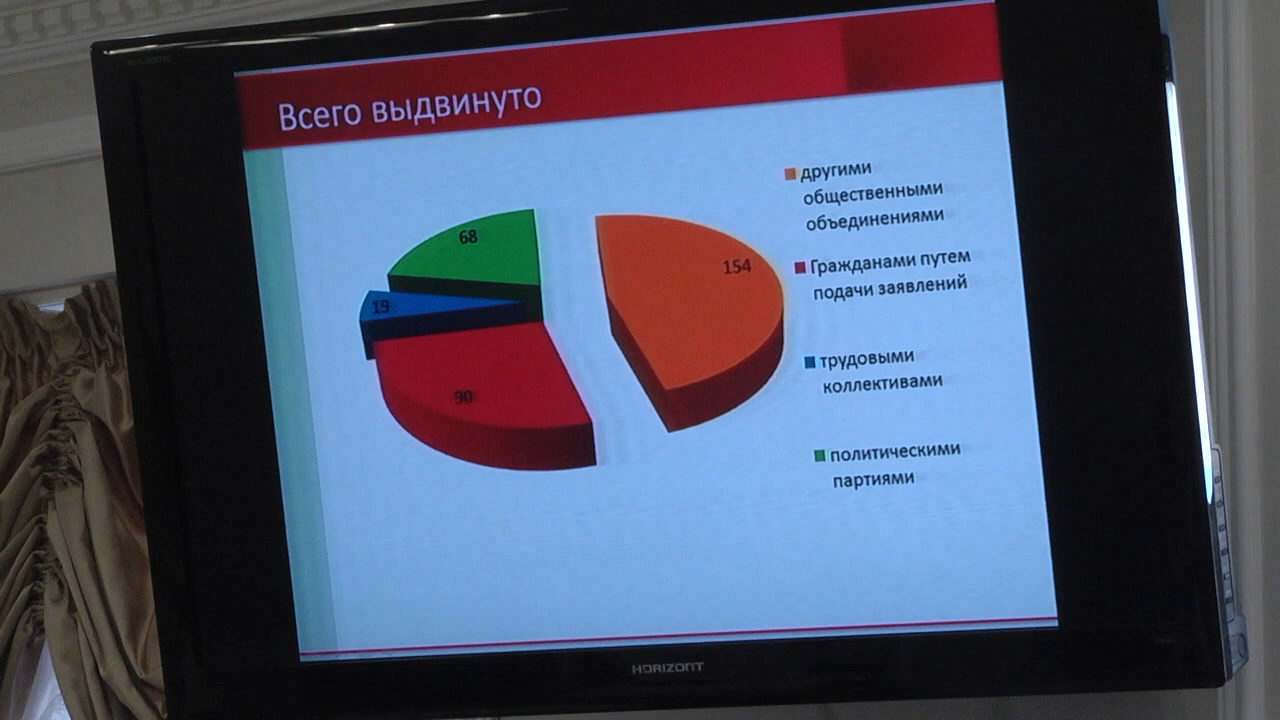 Всего выдвинуто
68
19
90
154
другими
общественными
объединениями
Гражданами путем
подачи заявлений
трудовыми
коллективами
политическими
партиями
HORIZONT